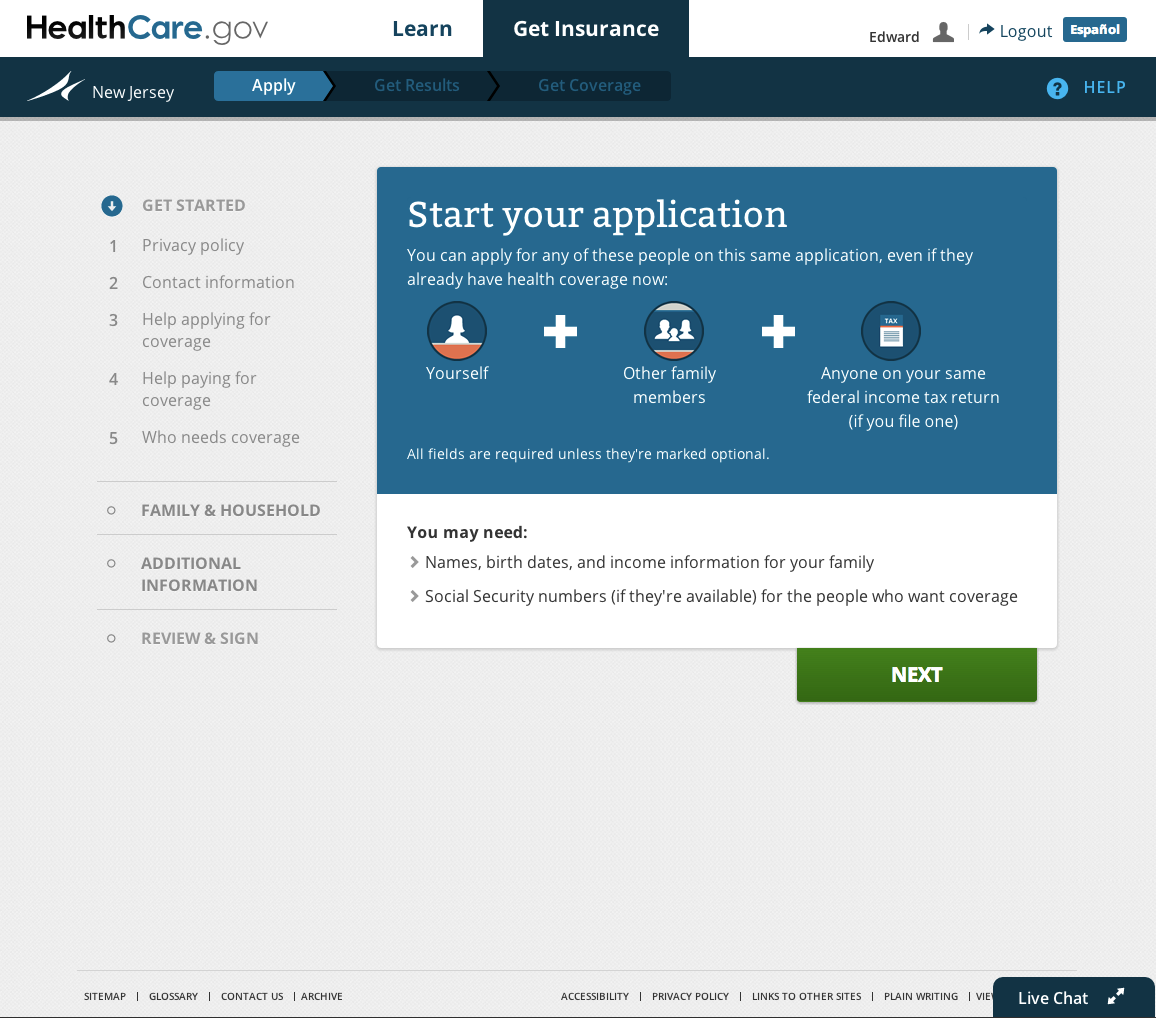 HealthCare.gov
Learn
Get Insurance
Edward
Logout
Español
New Jersey
Apply
Get Results
Get Coverage
? HELP
GET STARTED
1 Privacy policy
2 Contact information
3 Help applying for
coverage
4 Help paying for
coverage
5 Who needs coverage
FAMILY & HOUSEHOLD
ADDITIONAL
INFORMATION
REVIEW & SIGN
Start your application
You can apply for any of these people on this same application, even if they
already have health coverage now:
TAX
Yourself
Other family
members
Anyone on your same
federal income tax return
(if you file one)
All fields are required unless they're marked optional.
You may need:
Names, birth dates, and income information for your family
Social Security numbers (if they're available) for the people who want coverage
NEXT
SITEMAP | GLOSSARY | CONTACT US | ARCHIVE
ACCESSIBILITY | PRIVACY POLICY | LINKS TO OTHER SITES | PLAIN WRITING |
Live Chat